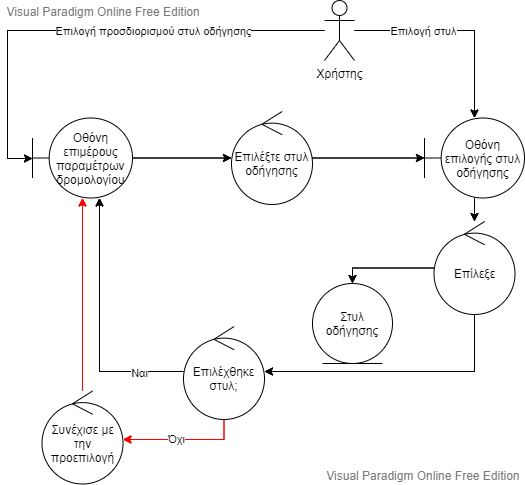 Visual Paradigm Online Free Edition
Επιλογή προσδιορισμού στυλ οδήγησης
Επιλογή στυλ
Χρήστης
Οθόνη
επιμέρους
παραμέτρων
δρομολογίου
Επιλέξτε στυλ
οδήγησης
Οθόνη
επιλογής στυλ
οδήγησης
Επίλεξε
Στυλ
οδήγησης
Ναι
Επιλέχθηκε
στυλ;
Συνέχισε με
την
προεπιλογή
Όχι
Visual Paradigm Online Free Edition